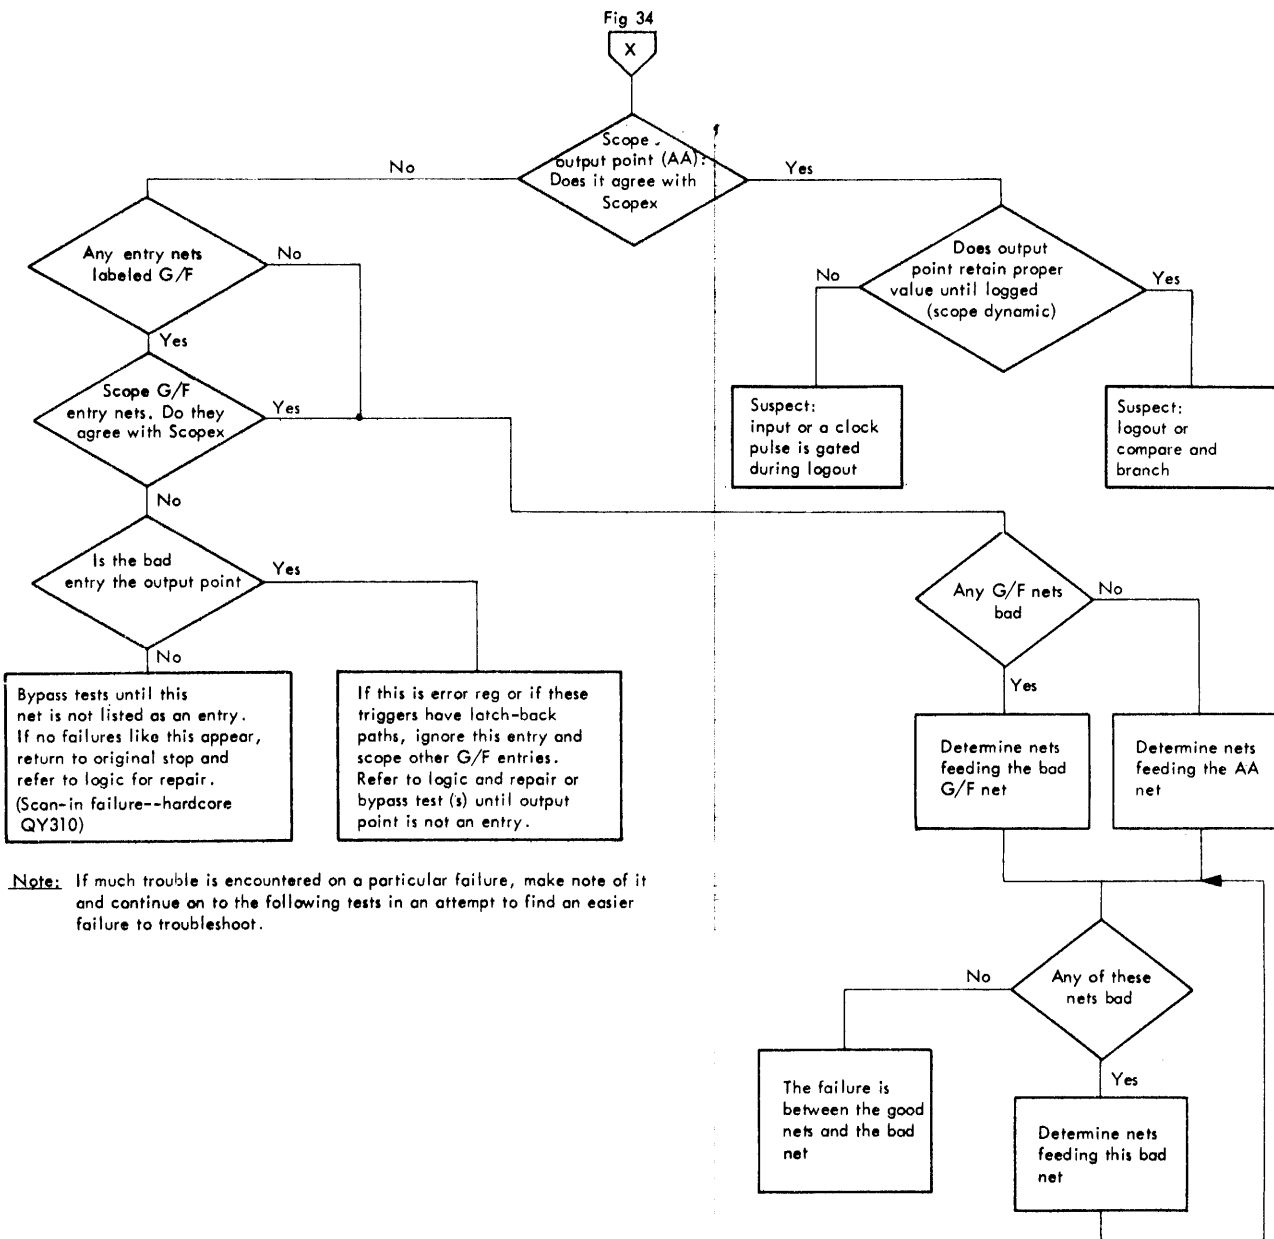 Fig 34
X
Scope
output point (AA):
Does it agree with
Scopex
No
Yes
Any entry nets
labeled G/F
No
Yes
Does output
point retain proper
value until logged
(scope dynamic)
No
Yes
Scope G/F
entry nets. Do they
agree with Scopex
Yes
No
Suspect:
input or a clock
pulse is gated
during logout
Suspect:
logout or
compare and
branch
Is the bad
entry the output point
Yes
No
Any G/F nets
bad
No
Yes
Bypass tests until this
net is not listed as an entry.
If no failures like this appear,
return to original stop and
refer to logic for repair.
(Scan-in failure--hardcore
QY310)
If this is error reg or if these
triggers have latch-back
paths, ignore this entry and
scope other G/F entries.
Refer to logic and repair or
bypass test (s) until output
point is not an entry.
Determine nets
feeding the bad
G/F net
Determine nets
feeding the AA
net
Note: If much trouble is encountered on a particular failure, make note of it
and continue on to the following tests in an attempt to find an easier
failure to troubleshoot.
Any of these
nets bad
No
Yes
The failure is
between the good
nets and the bad
net
Determine nets
feeding this bad
net